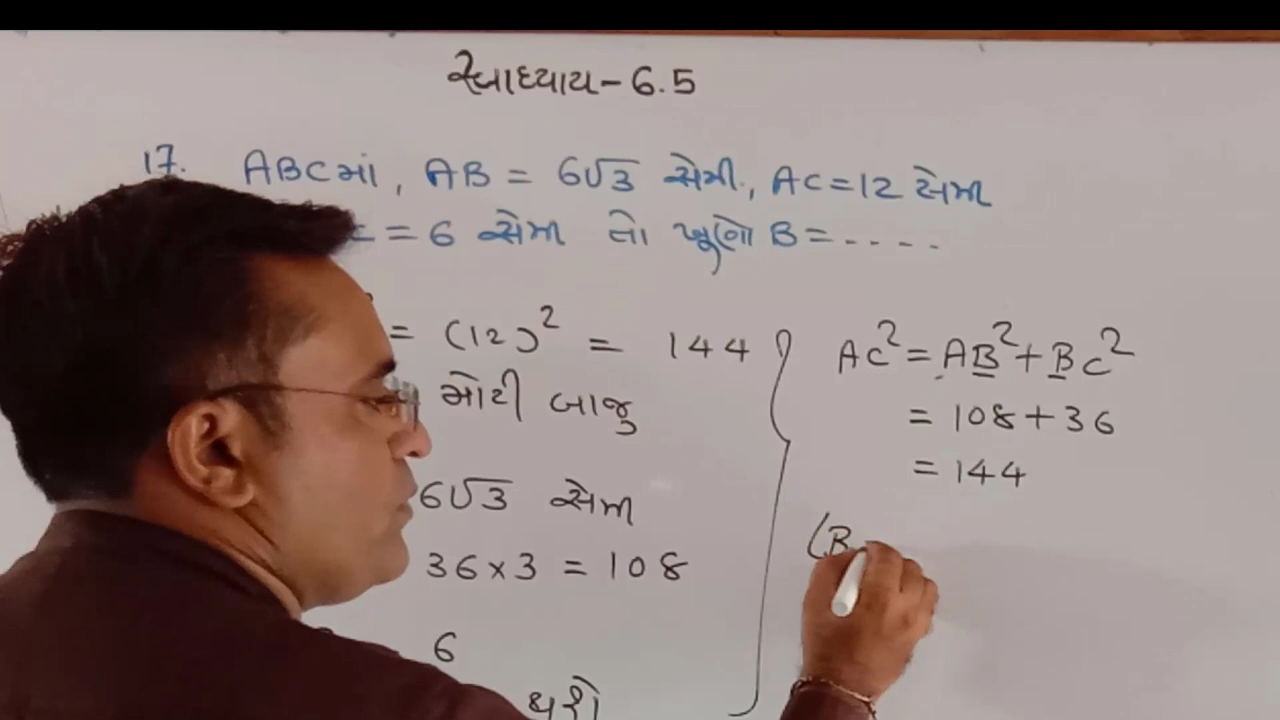 સ્વાધ્યાય-6.5
17. ABCમાં, AB = 6√3 સેમી., AC=12 સેમી
= 6 સેમી તો ખૂણો B = - - - -
= (12)² = 144
મોટી બાજુ
6√3 સેમી
36×3 = 108
6
થશે
AC² = AB² + BC²
= 108+36
= 144
(B